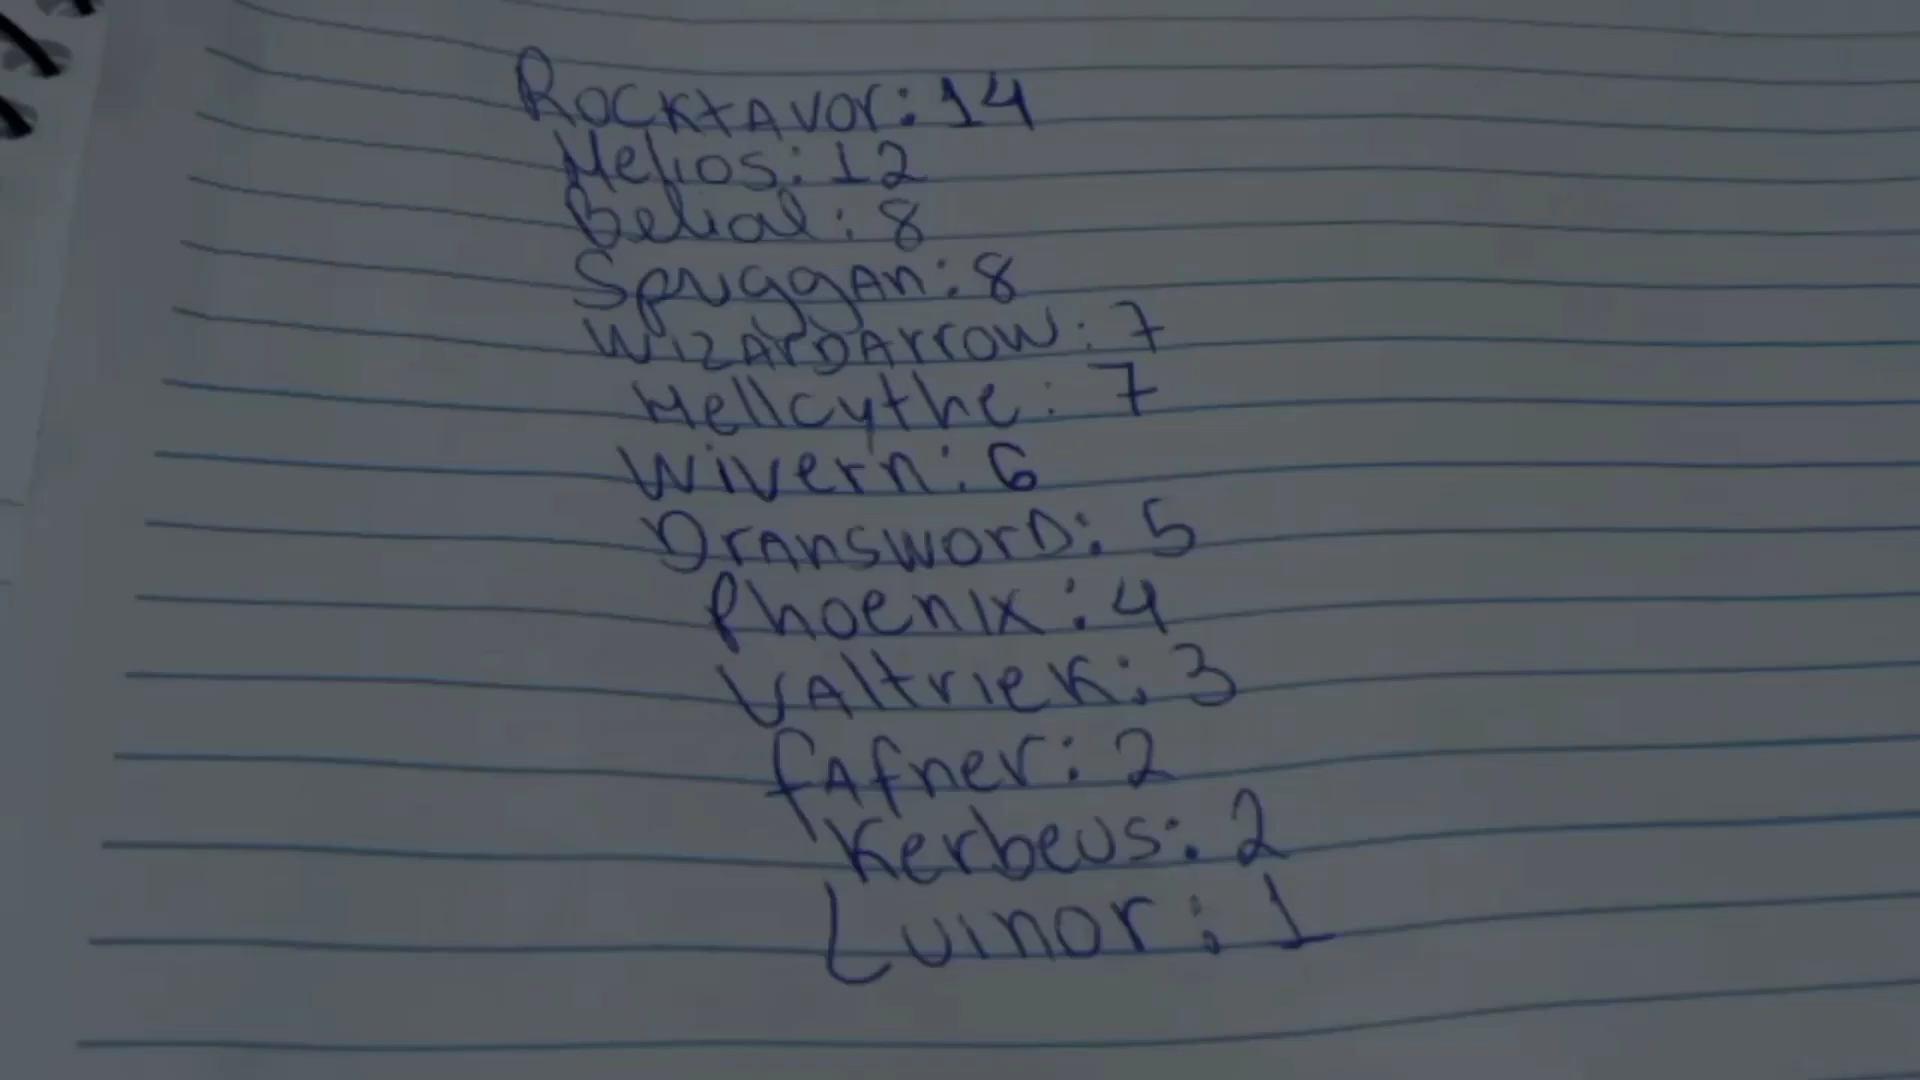 Rocktavor: 14
Helios: 12
Belial: 8
Spruggan: 8
Wizardarrow: 7
Hellcythe: 7
Wivern: 6
Dransword: 5
Phoenix: 4
Valtriek: 3
fafner: 2
Kerbeus: 2
Luinor: 1